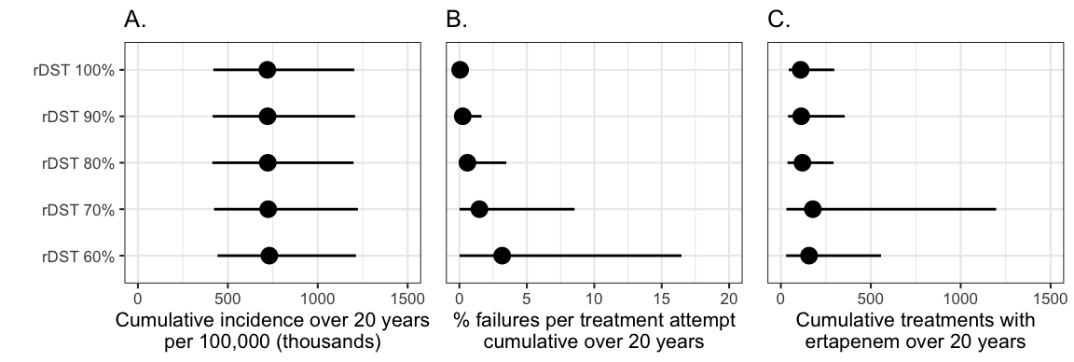 A.
B.
C.
rDST 100%
rDST 90%
rDST 80%
rDST 70%
rDST 60%
0 500 1000 1500
0 5 10 15 20
0 500 1000 1500
Cumulative incidence over 20 years
per 100,000 (thousands)
% failures per treatment attempt
cumulative over 20 years
Cumulative treatments with
ertapenem over 20 years